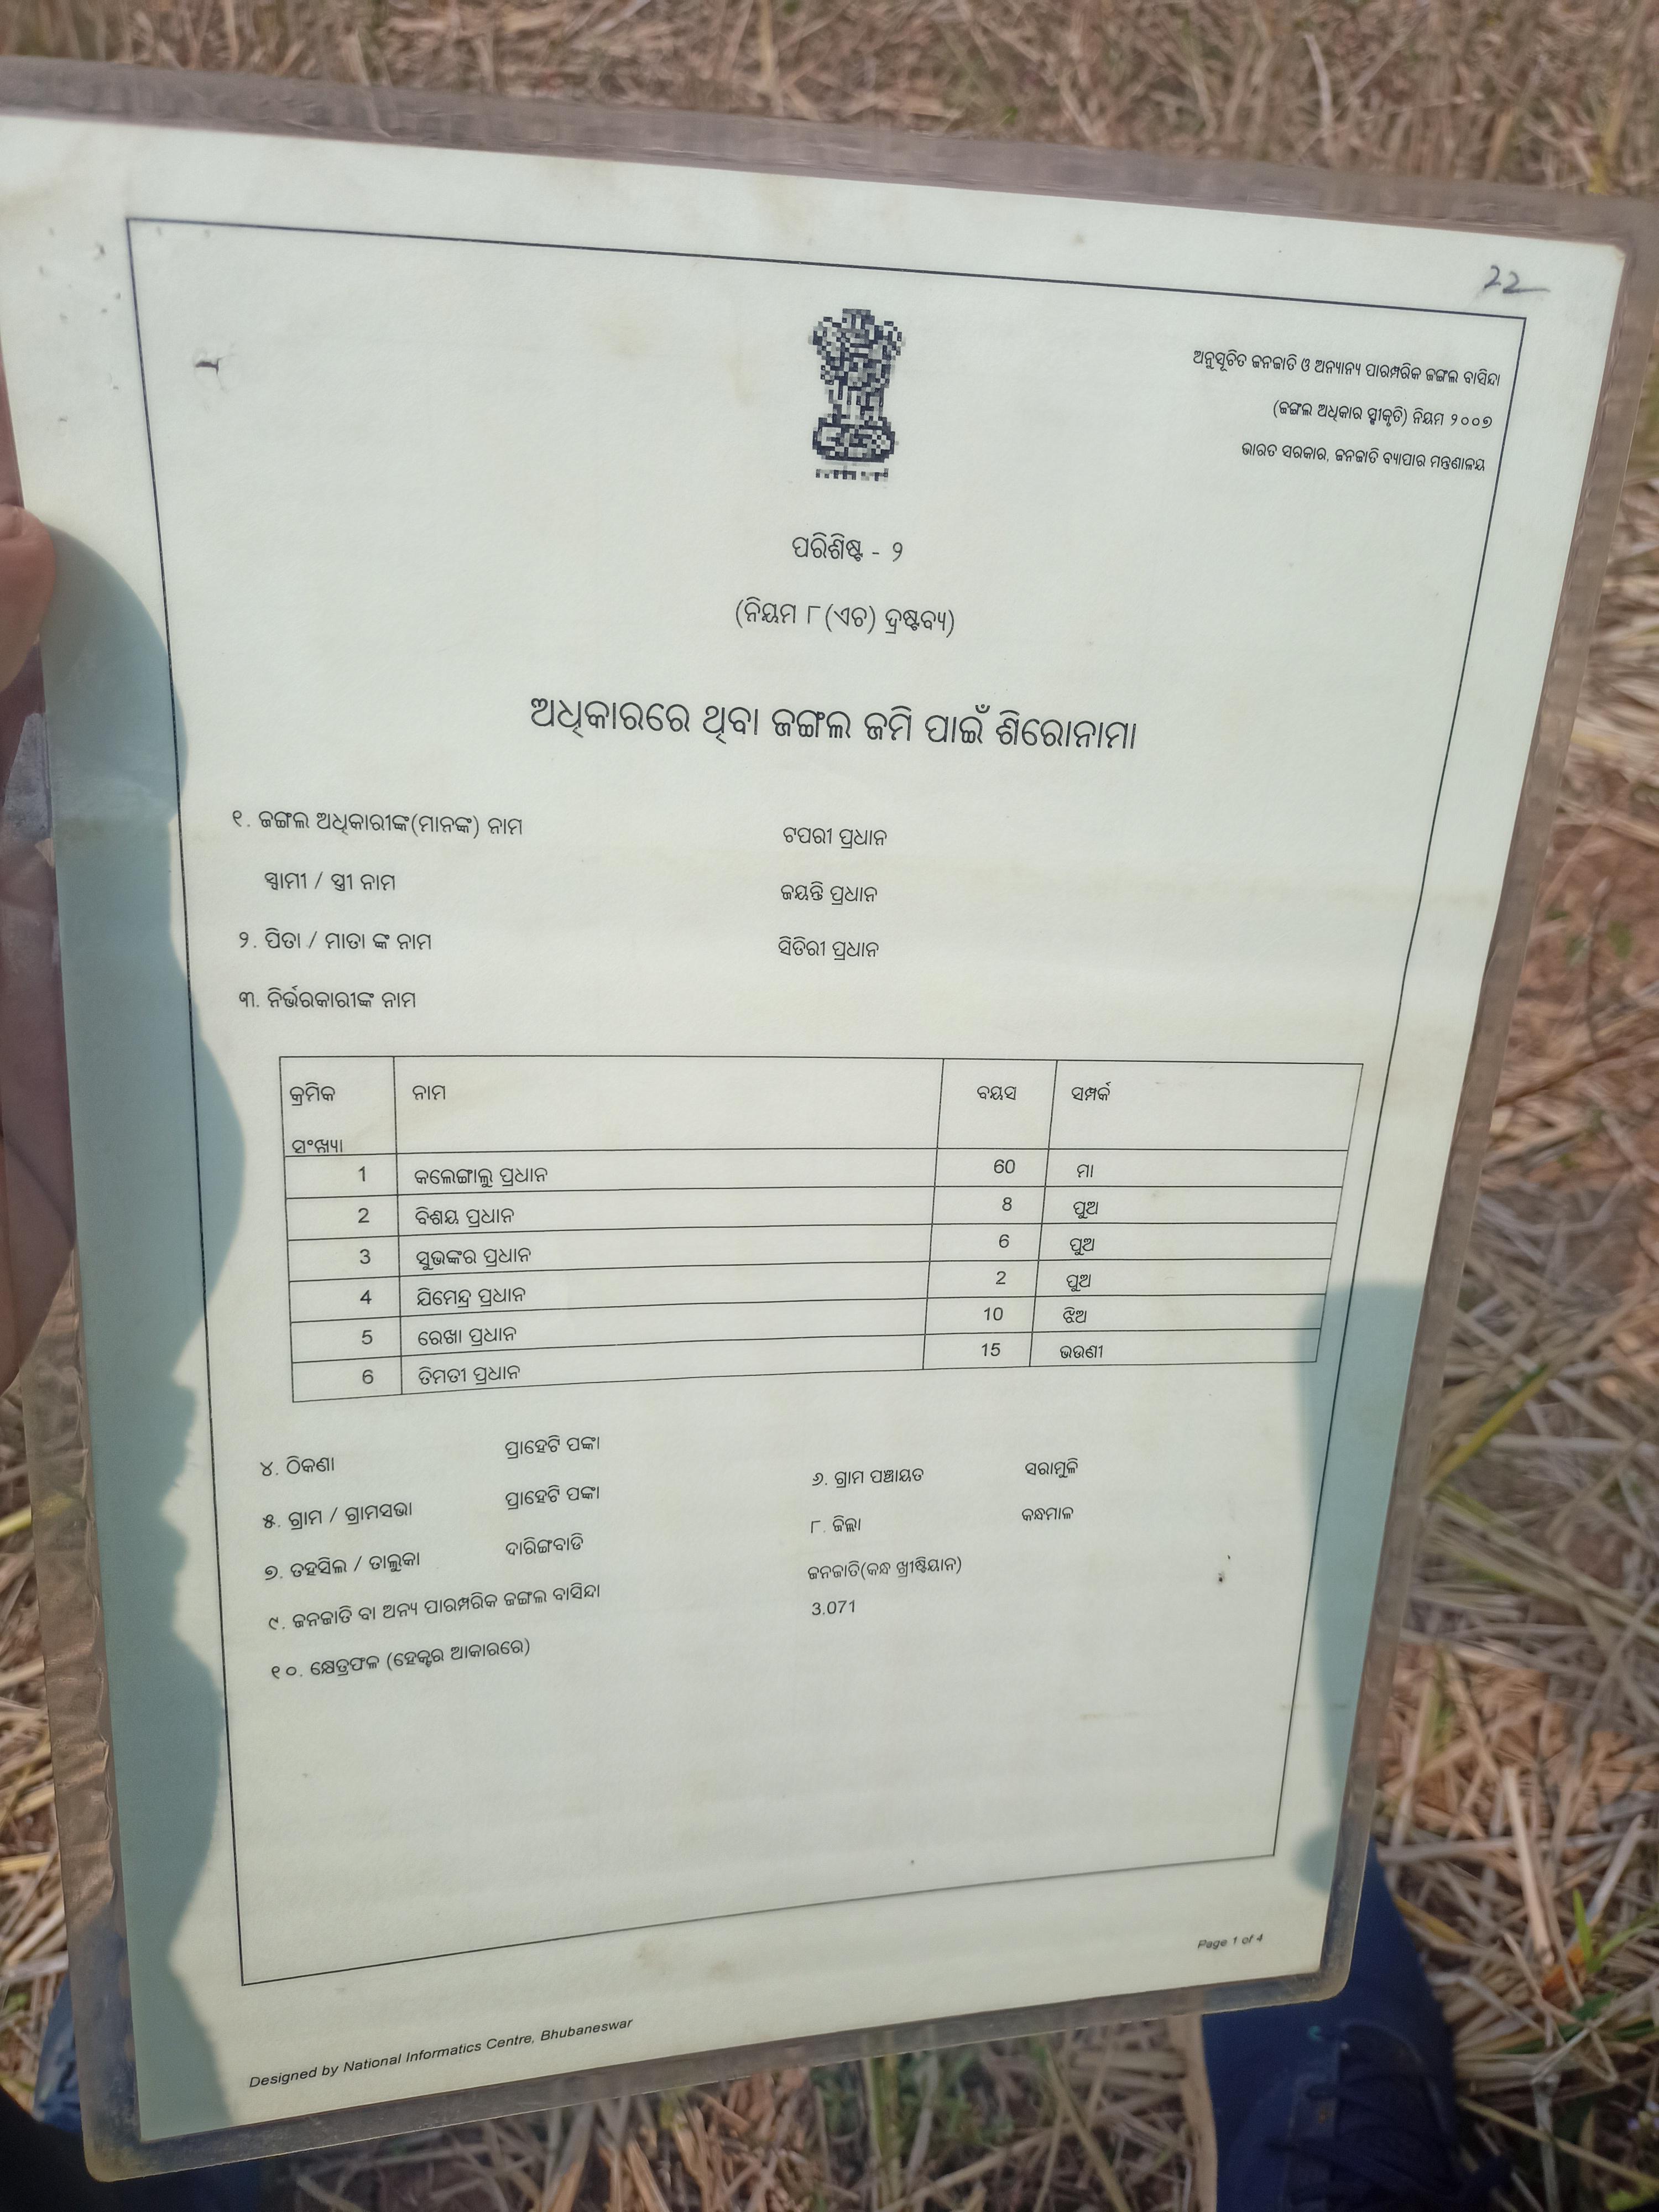 22
ଅନୁସୂଚିତ ଜନଜାତି ଓ ଅନ୍ୟାନ୍ୟ ପାରମ୍ପରିକ ଜଙ୍ଗଲ ବାସିନ୍ଦା
(ଜଙ୍ଗଲ ଅଧିକାର ସ୍ବୀକୃତି) ନିୟମ ୨୦୦୭
ଭାରତ ସରକାର, ଜନଜାତି ବ୍ୟାପାର ମନ୍ତ୍ରଣାଳୟ
ପରିଶିଷ୍ଟ - ୨
(ନିୟମ ୮(ଏଚ) ଦ୍ରଷ୍ଟବ୍ୟ)
ଅଧିକାରରେ ଥିବା ଜଙ୍ଗଲ ଜମି ପାଇଁ ଶିରୋନାମା
୧. ଜଙ୍ଗଲ ଅଧିକାରୀଙ୍କ(ମାନଙ୍କ) ନାମ ଟପରୀ ପ୍ରଧାନ
ସ୍ବାମୀ / ସ୍ତ୍ରୀ ନାମ ଜୟନ୍ତି ପ୍ରଧାନ
୨. ପିତା / ମାତା ଙ୍କ ନାମ ସିତିରୀ ପ୍ରଧାନ
୩. ନିର୍ଭରକାରୀଙ୍କ ନାମ
କ୍ରମିକ ସଂଖ୍ୟା ନାମ ବୟସ ସମ୍ପର୍କ
1 କଲେଙ୍ଗାଲୁ ପ୍ରଧାନ 60 ମା
2 ବିଶୟ ପ୍ରଧାନ 8 ପୁଅ
3 ସୁଭଙ୍କର ପ୍ରଧାନ 6 ପୁଅ
4 ଯିମେନ୍ଦ୍ର ପ୍ରଧାନ 2 ପୁଅ
5 ରେଖା ପ୍ରଧାନ 10 ଝିଅ
6 ତିମତୀ ପ୍ରଧାନ 15 ଭଉଣୀ
୪. ଠିକଣା ପ୍ରାହେଟି ପଙ୍କା
୫. ଗ୍ରାମ / ଗ୍ରାମସଭା ପ୍ରାହେଟି ପଙ୍କା ୬. ଗ୍ରାମ ପଞ୍ଚାୟତ ସରାମୁଳି
୭. ତହସିଲ / ତାଲୁକା ଦାରିଙ୍ଗବାଡି ୮. ଜିଲ୍ଲା କନ୍ଧମାଳ
୯. ଜନଜାତି ବା ଅନ୍ୟ ପାରମ୍ପରିକ ଜଙ୍ଗଲ ବାସିନ୍ଦା ଜନଜାତି(କନ୍ଧ ଖ୍ରୀଷ୍ଟିୟାନ)
୧୦. କ୍ଷେତ୍ରଫଳ (ହେକ୍ଟର ଆକାରରେ) 3.071
Page 1 of 4
Designed by National Informatics Centre, Bhubaneswar